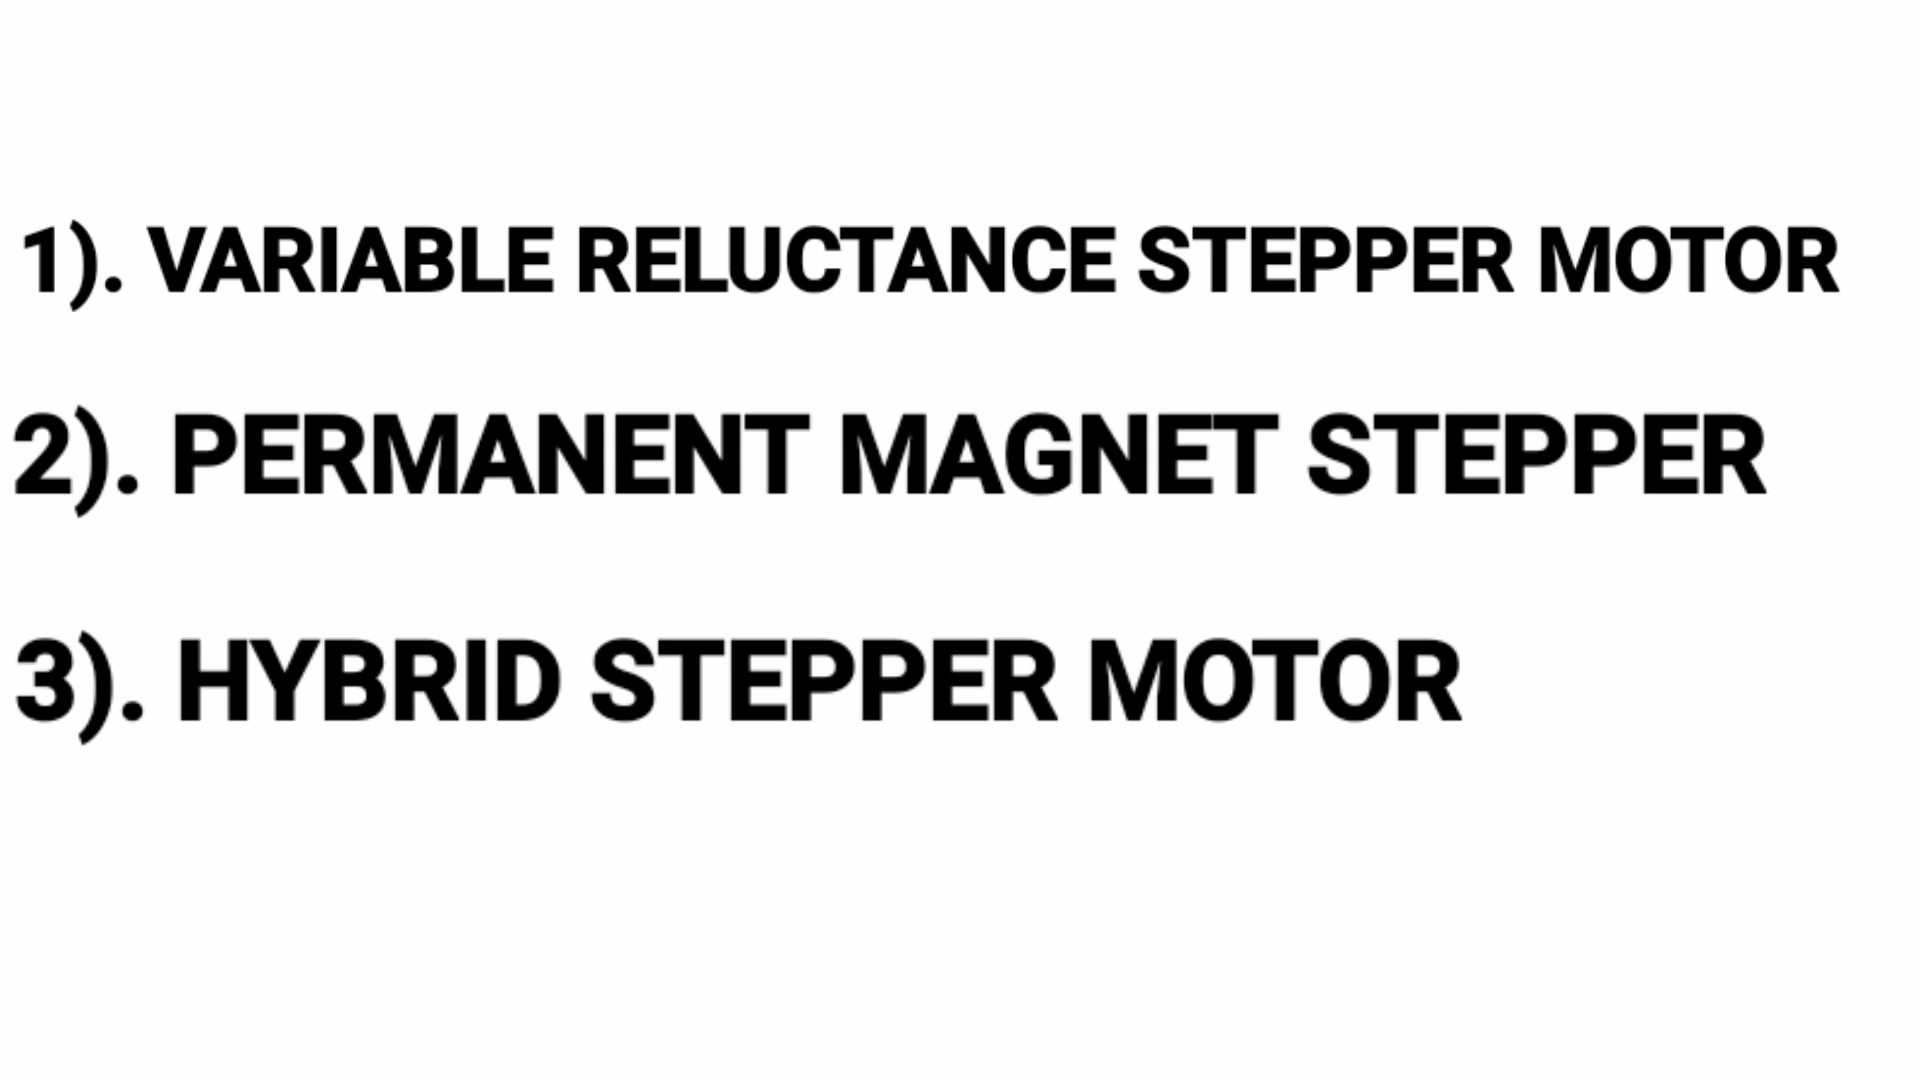 1). VARIABLE RELUCTANCE STEPPER MOTOR
2). PERMANENT MAGNET STEPPER
3). HYBRID STEPPER MOTOR